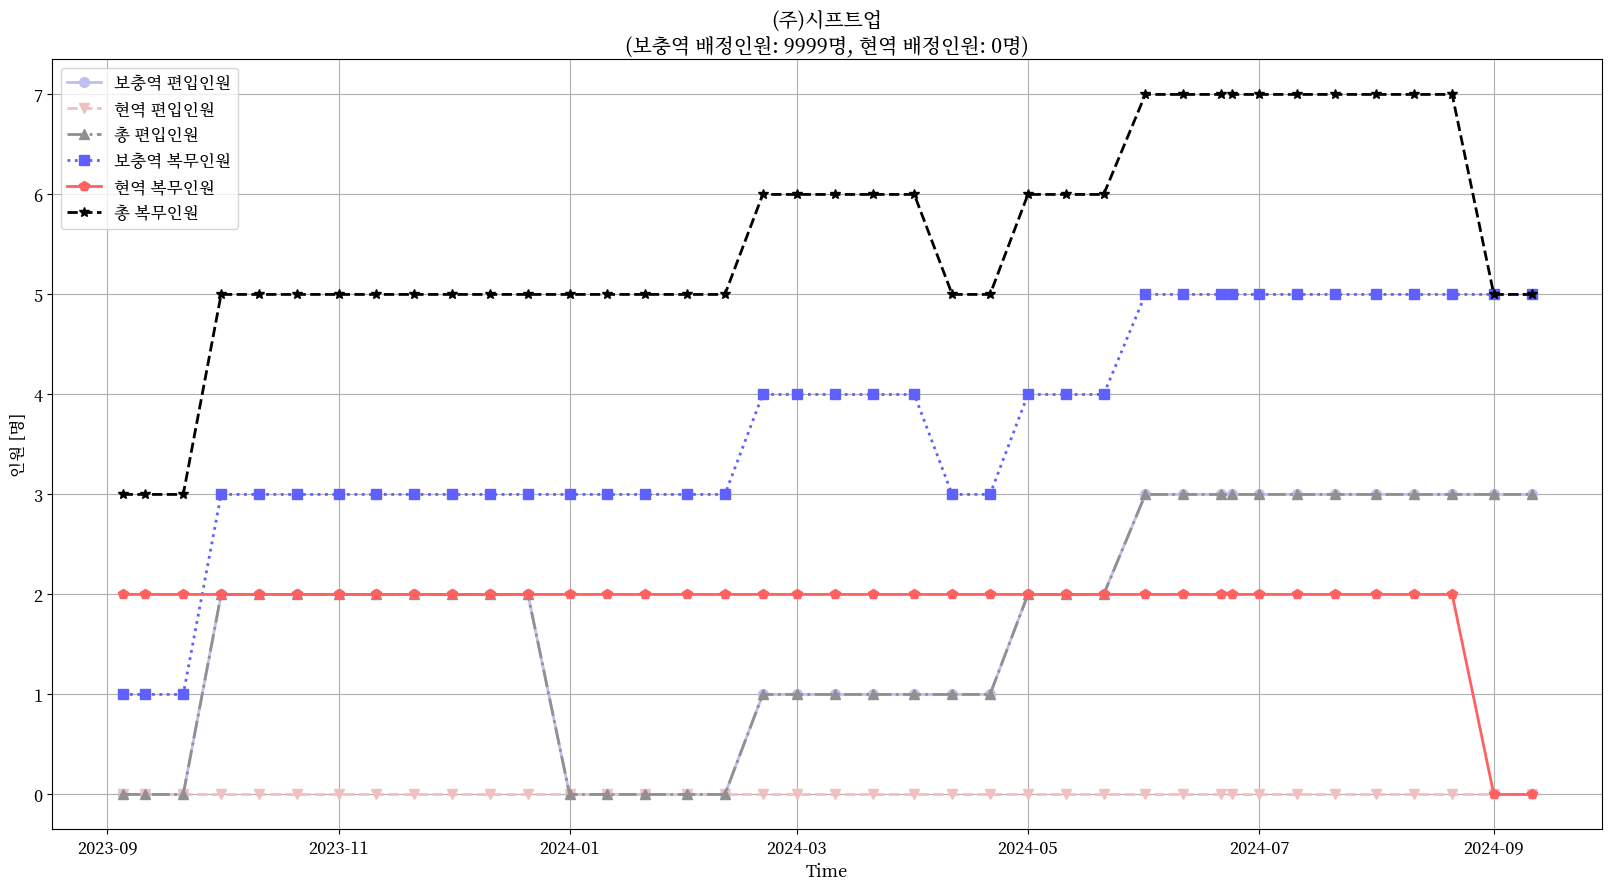 (주)시프트업
(보충역 배정인원: 9999명, 현역 배정인원: 0명)
보충역 편입인원
현역 편입인원
총 편입인원
보충역 복무인원
현역 복무인원
총 복무인원
인원 [명]
7
6
5
4
3
2
1
0
2023-09 2023-11 2024-01 2024-03 2024-05 2024-07 2024-09
Time